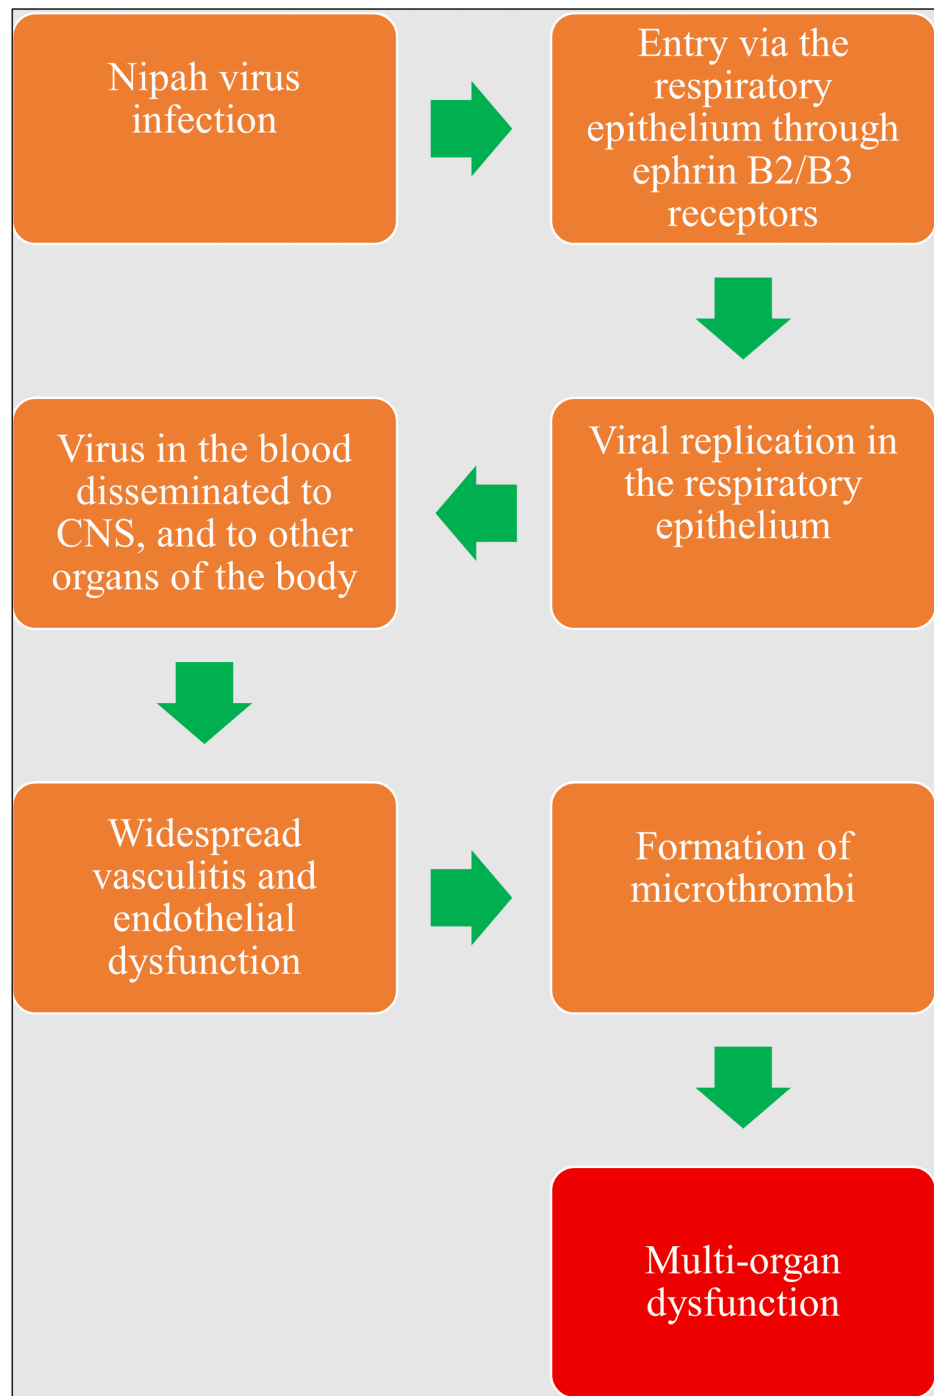 Nipah virus
infection
Entry via the
respiratory
epithelium through
ephrin B2/B3
receptors
Viral replication in
the respiratory
epithelium
Virus in the blood
disseminated to
CNS, and to other
organs of the body
Widespread
vasculitis and
endothelial
dysfunction
Formation of
microthrombi
Multi-organ
dysfunction